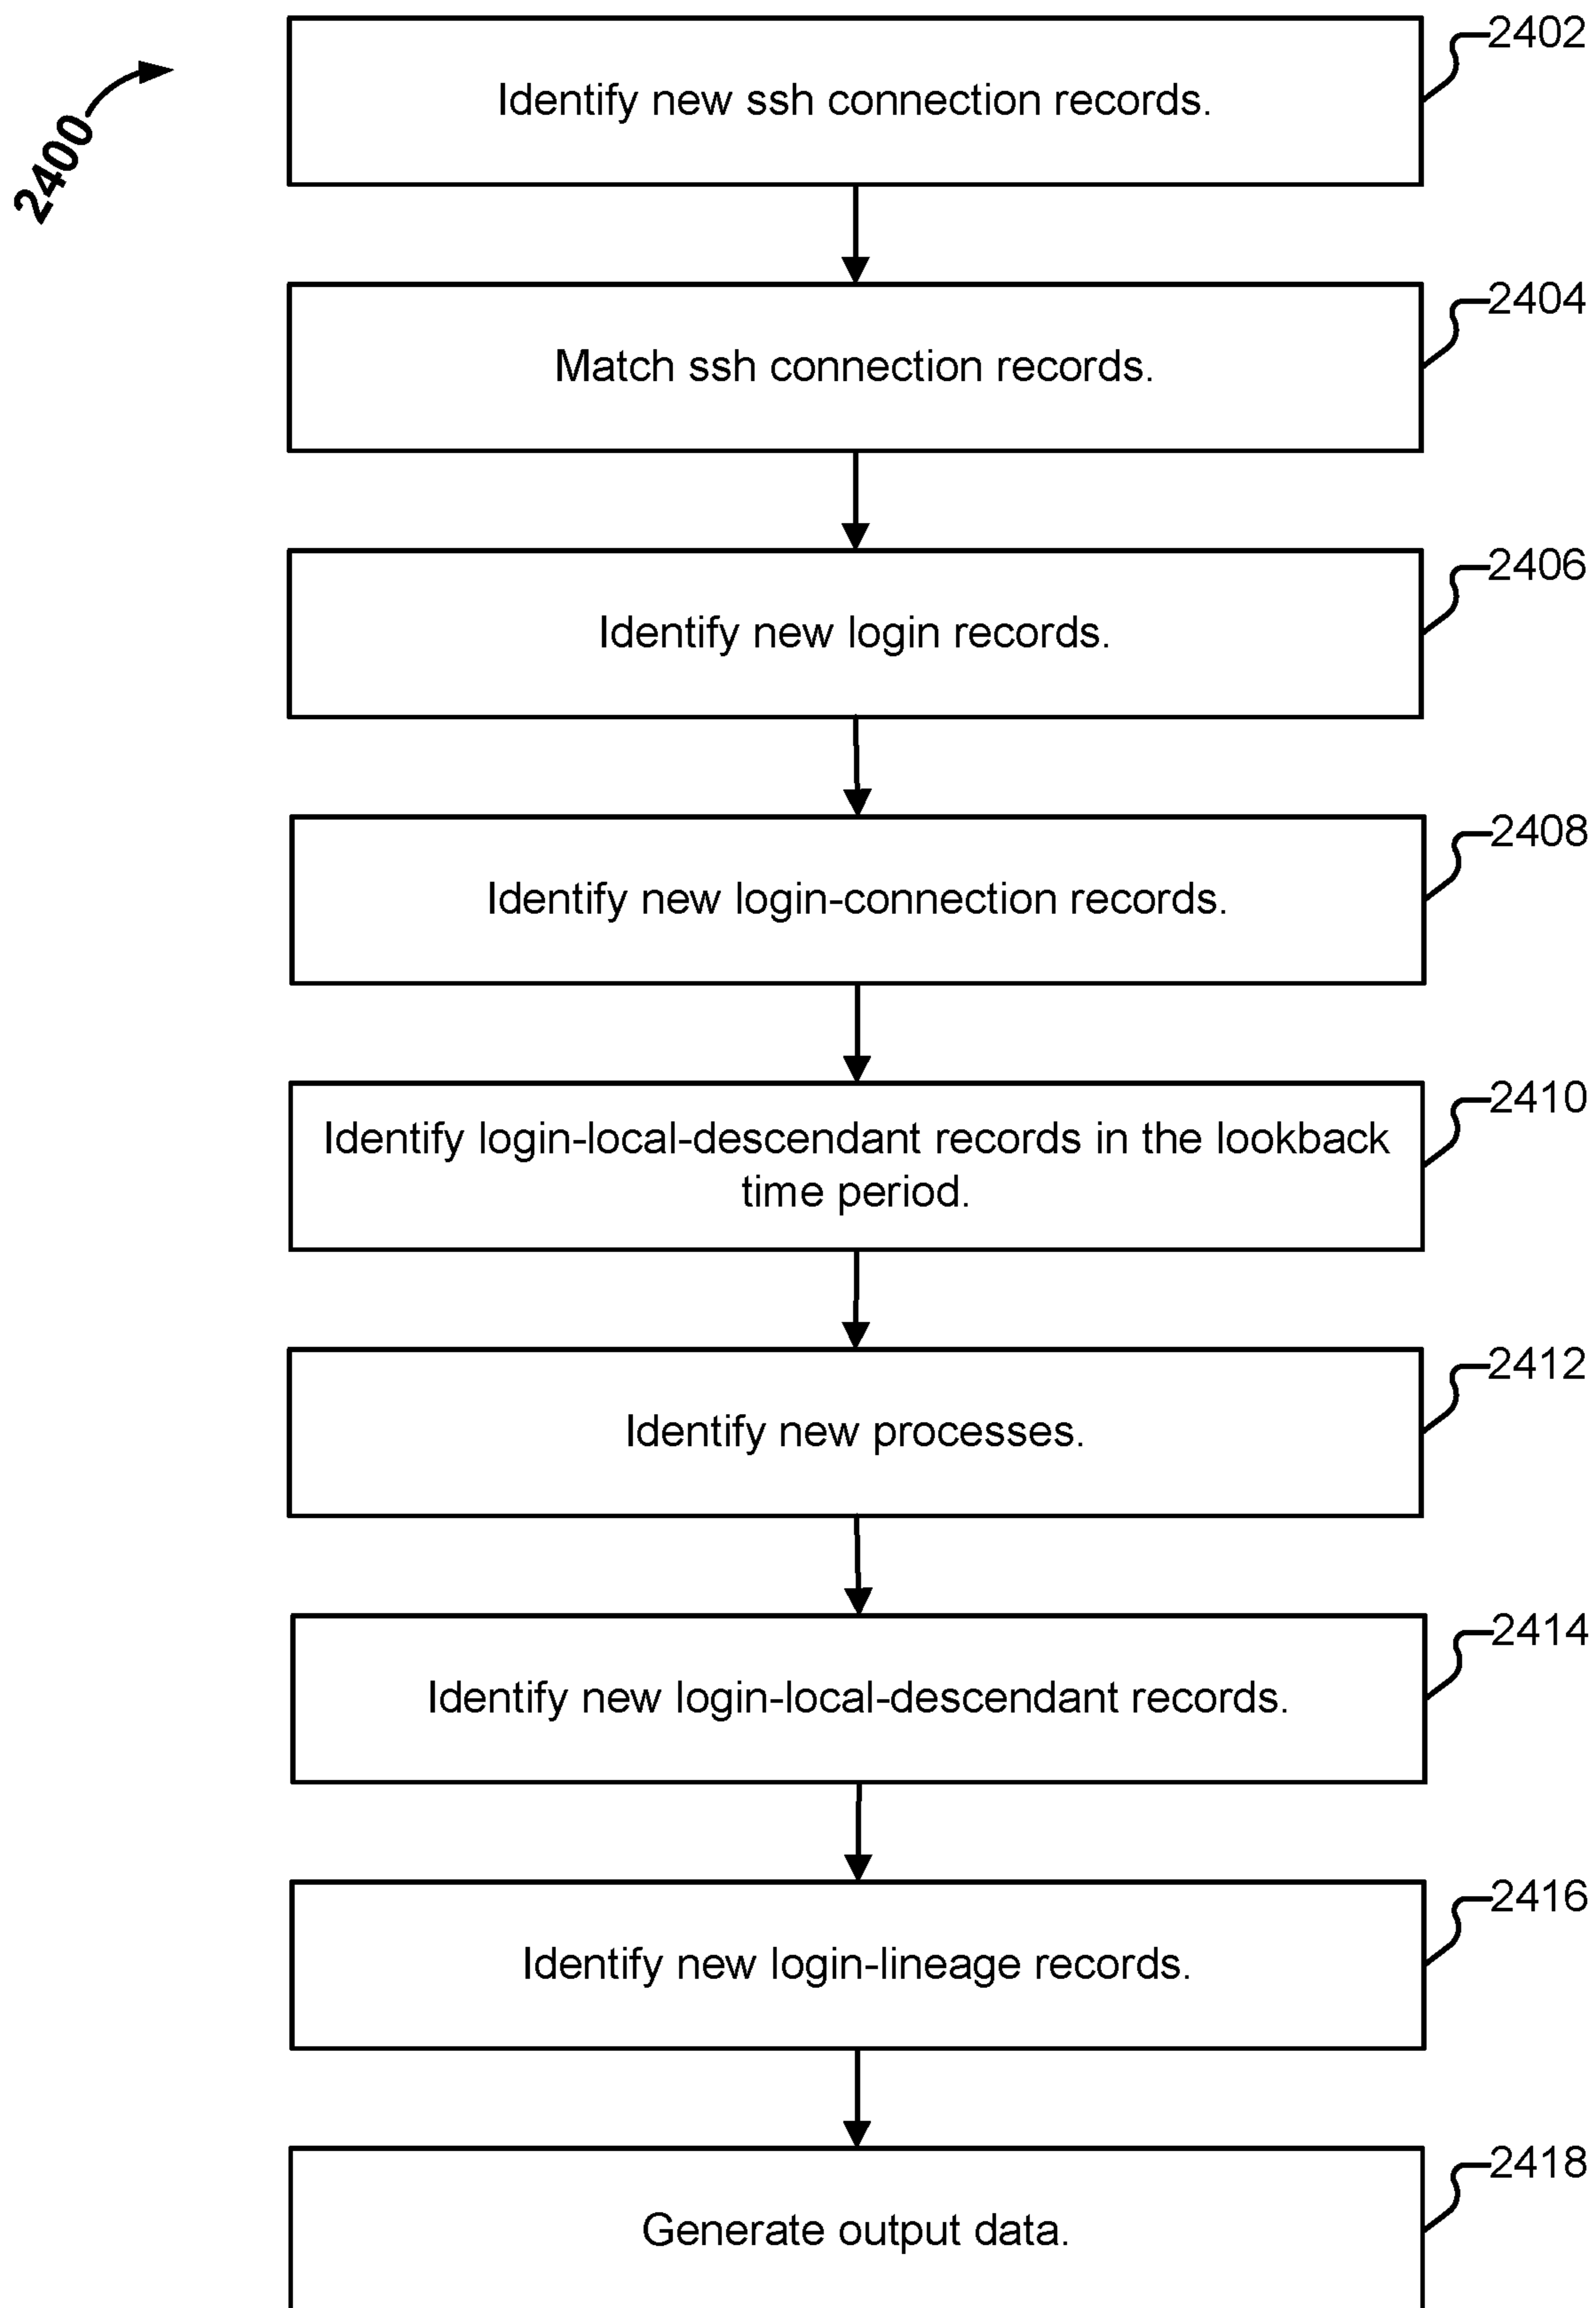 2400
Identify new ssh connection records.
2402
Match ssh connection records.
2404
Identify new login records.
2406
Identify new login-connection records.
2408
Identify login-local-descendant records in the lookback
time period.
2410
Identify new processes.
2412
Identify new login-local-descendant records.
2414
Identify new login-lineage records.
2416
Generate output data.
2418